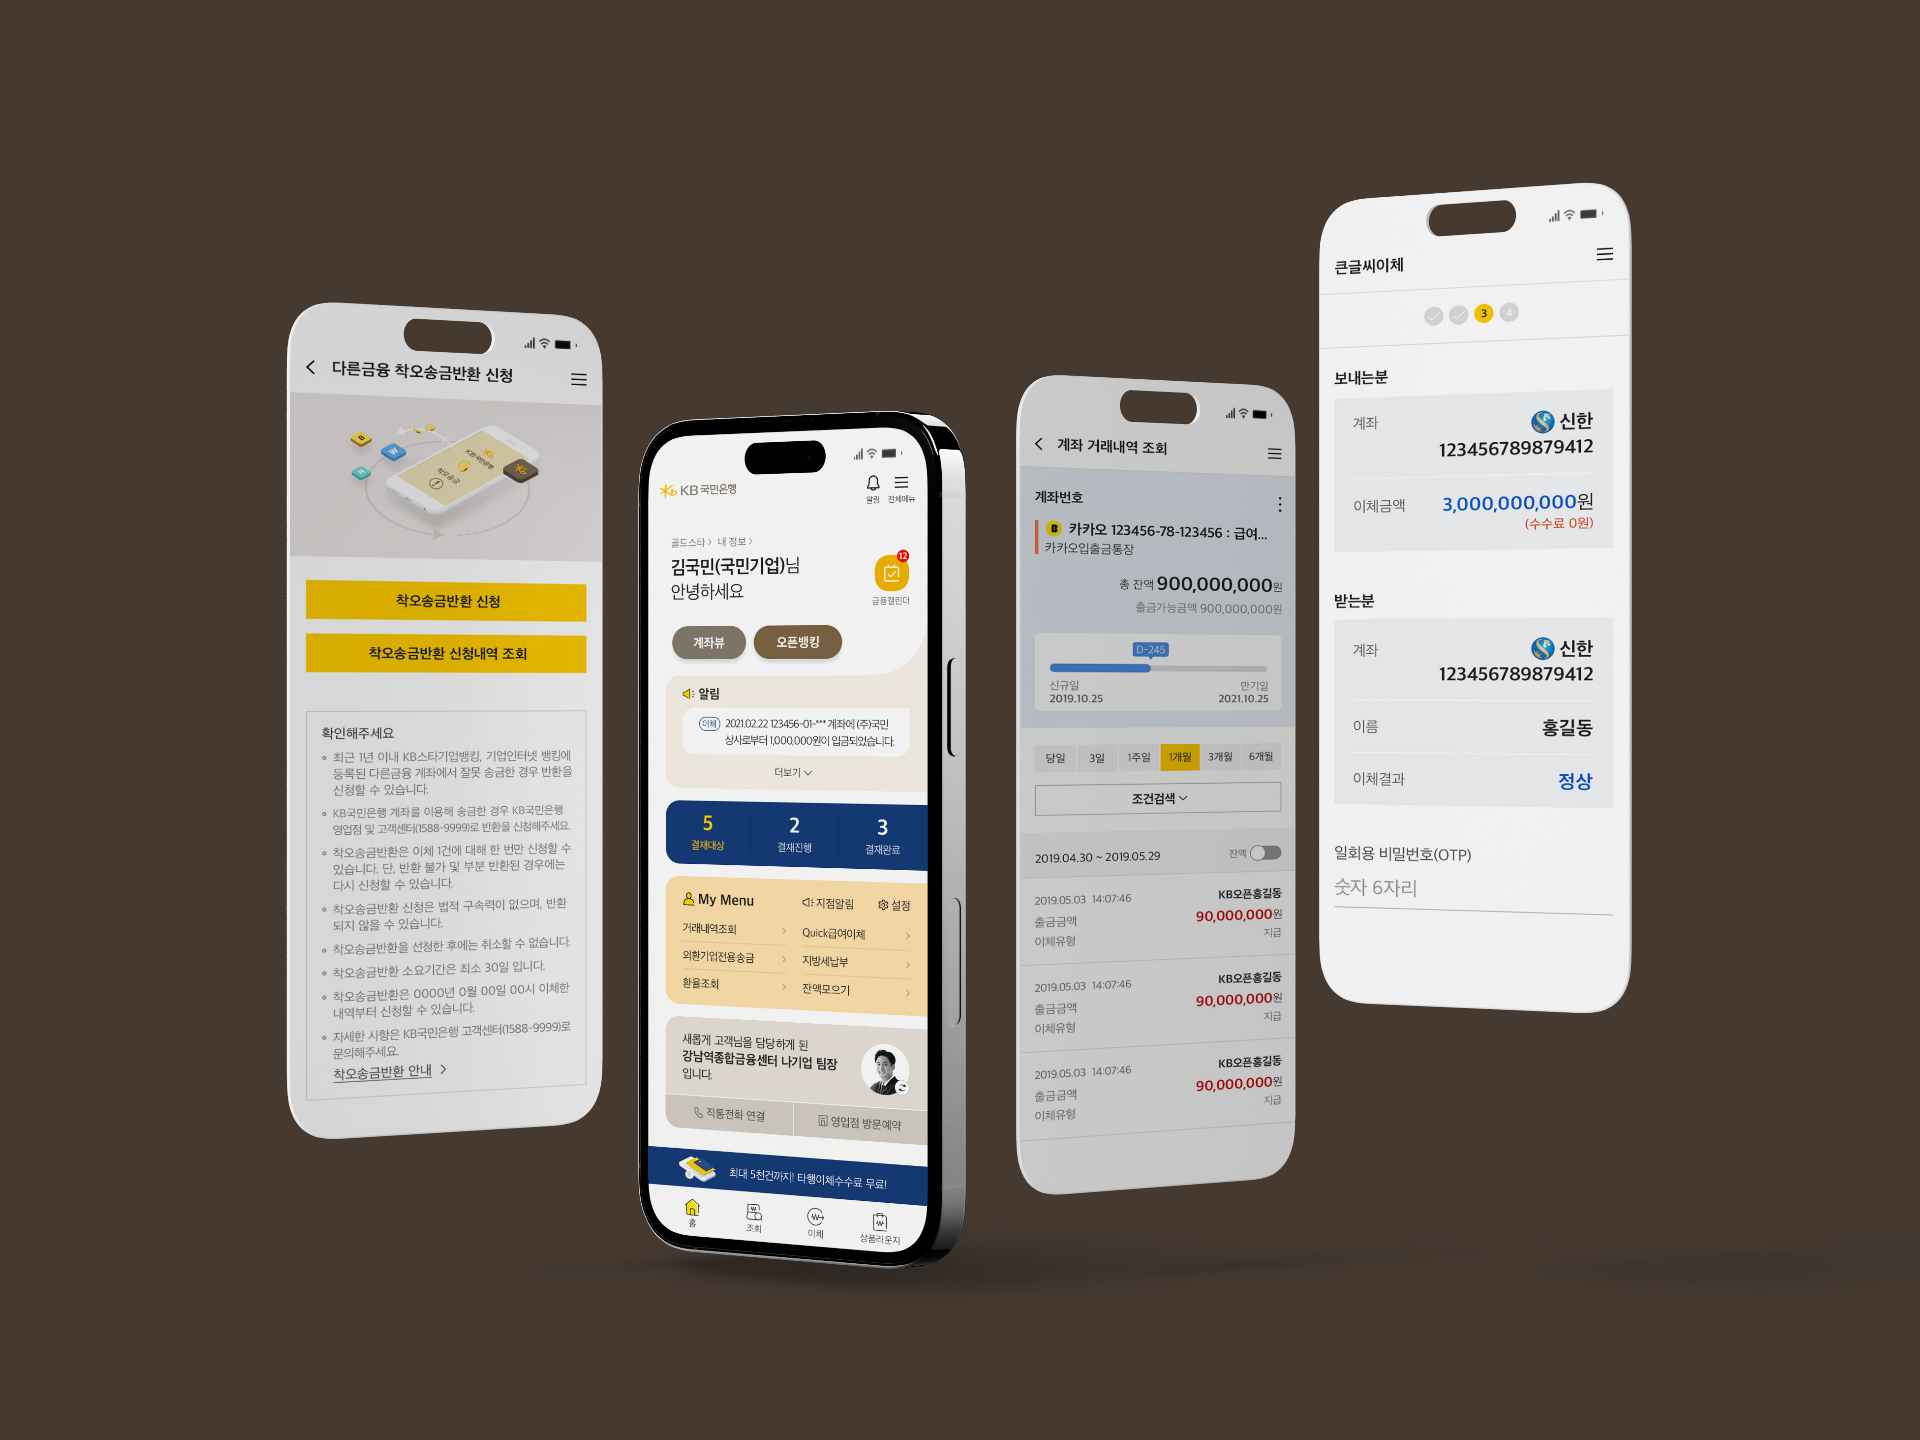 다른금융 착오송금반환 신청
KB국민은행
착오송금
착오송금반환 신청
착오송금반환 신청내역 조회
확인해주세요
최근 1년 이내 KB스타기업뱅킹, 기업인터넷 뱅킹에
등록된 다른금융 계좌에서 잘못 송금한 경우 반환을
신청할 수 있습니다.
KB국민은행 계좌를 이용해 송금한 경우 KB국민은행
영업점 및 고객센터(1588-9999)로 반환을 신청해주세요.
착오송금반환은 이체 1건에 대해 한 번만 신청할 수
있습니다. 단, 반환 불가 및 부분 반환된 경우에는
다시 신청할 수 있습니다.
착오송금반환 신청은 법적 구속력이 없으며, 반환
되지 않을 수 있습니다.
착오송금반환을 선청한 후에는 취소할 수 없습니다.
착오송금반환 소요기간은 최소 30일 입니다.
착오송금반환은 0000년 0월 00일 00시 이체한
내역부터 신청할 수 있습니다.
자세한 사항은 KB국민은행 고객센터(1588-9999)로
문의해주세요.
착오송금반환 안내
KB국민은행
알림 전체메뉴
골드스타 내 정보
김국민(국민기업)님
안녕하세요
12
금융캘린더
계좌뷰 오픈뱅킹
알림
이체 2021.02.22 123456-01-*** 계좌에 (주)국민
상사로부터 1,000,000원이 입금되었습니다.
더보기
5 2 3
결재대상 결재진행 결재완료
My Menu 지점알림 설정
거래내역조회 Quick급여이체
외환기업전용송금 지방세납부
환율조회 잔액모으기
새롭게 고객님을 담당하게 된
강남역종합금융센터 나기업 팀장
입니다.
직통전화 연결 영업점 방문예약
최대 5천건까지! 타행이체수수료 무료!
홈 조회 이체 상품라운지
계좌 거래내역 조회
계좌번호
카카오 123456-78-123456 : 급여...
카카오입출금통장
총 잔액 900,000,000원
출금가능금액 900,000,000원
D-245
신규일 만기일
2019.10.25 2021.10.25
당일 3일 1주일 1개월 3개월 6개월
조건검색
2019.04.30 ~ 2019.05.29 잔액
2019.05.03 14:07:46 KB오픈홍길동
출금금액 90,000,000원
이체유형 지급
2019.05.03 14:07:46 KB오픈홍길동
출금금액 90,000,000원
이체유형 지급
2019.05.03 14:07:46 KB오픈홍길동
출금금액 90,000,000원
이체유형 지급
큰글씨이체
3 4
보내는분
계좌 신한
123456789879412
이체금액 3,000,000,000원
(수수료 0원)
받는분
계좌 신한
123456789879412
이름 홍길동
이체결과 정상
일회용 비밀번호(OTP)
숫자 6자리